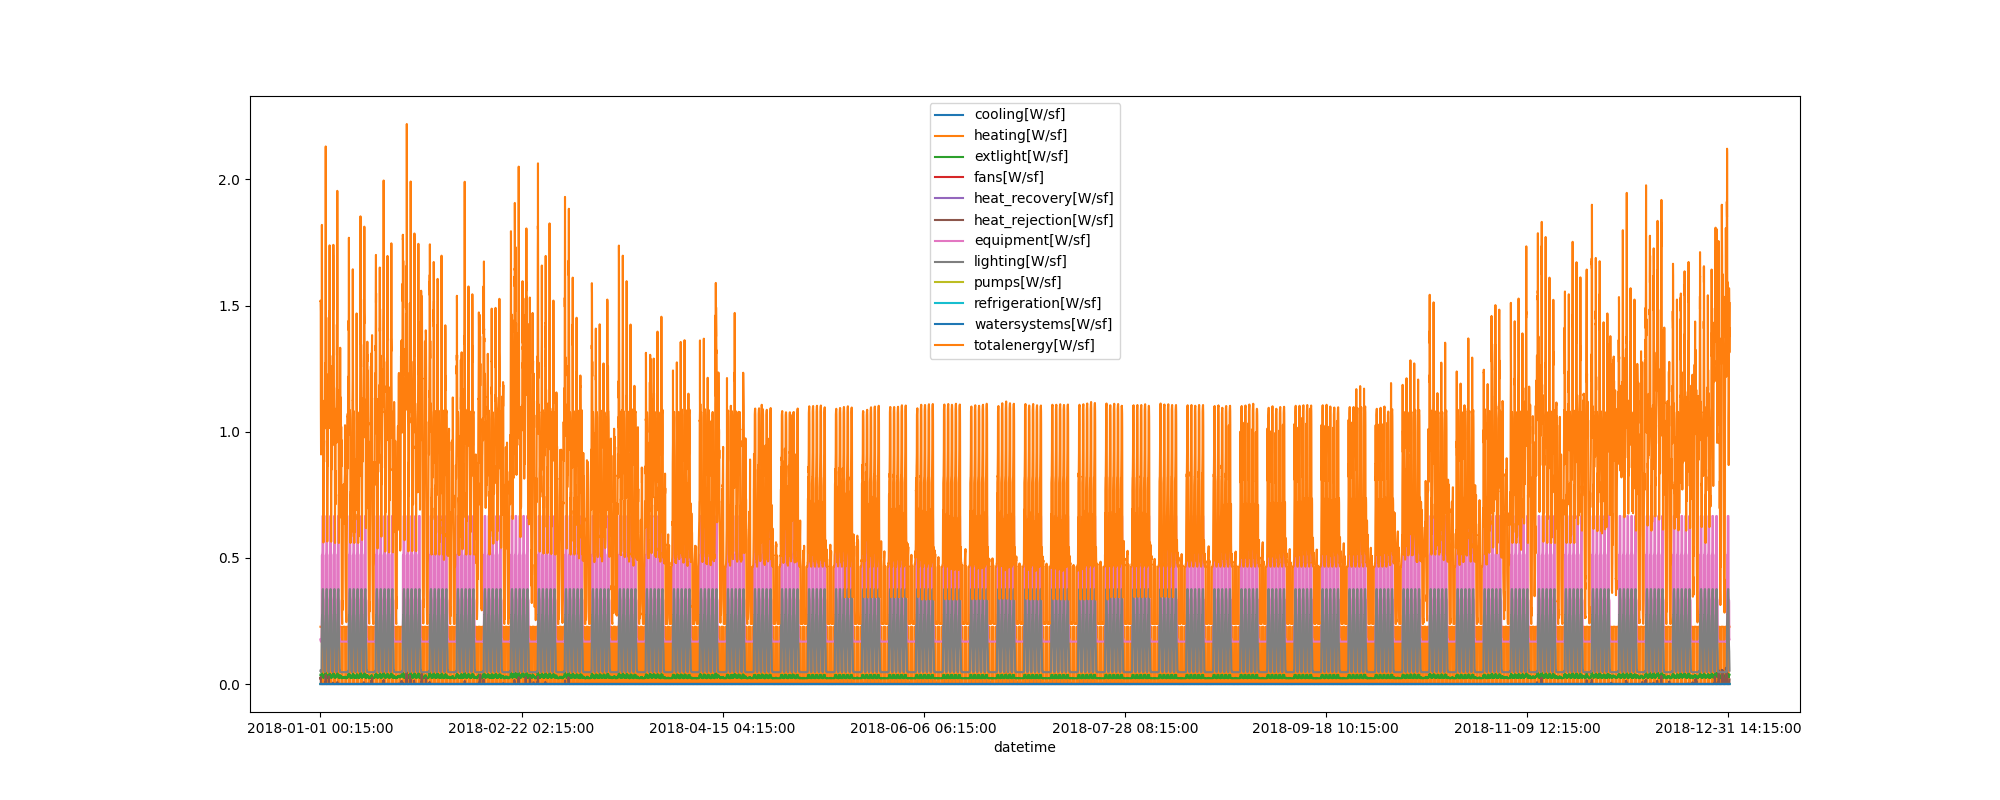 cooling[W/sf]
heating[W/sf]
extlight[W/sf]
fans[W/sf]
heat_recovery[W/sf]
heat_rejection[W/sf]
equipment[W/sf]
lighting[W/sf]
pumps[W/sf]
refrigeration[W/sf]
watersystems[W/sf]
totalenergy[W/sf]
2.0
1.5
1.0
0.5
0.0
2018-01-01 00:15:00
2018-02-22 02:15:00
2018-04-15 04:15:00
2018-06-06 06:15:00
2018-07-28 08:15:00
2018-09-18 10:15:00
2018-11-09 12:15:00
2018-12-31 14:15:00
datetime